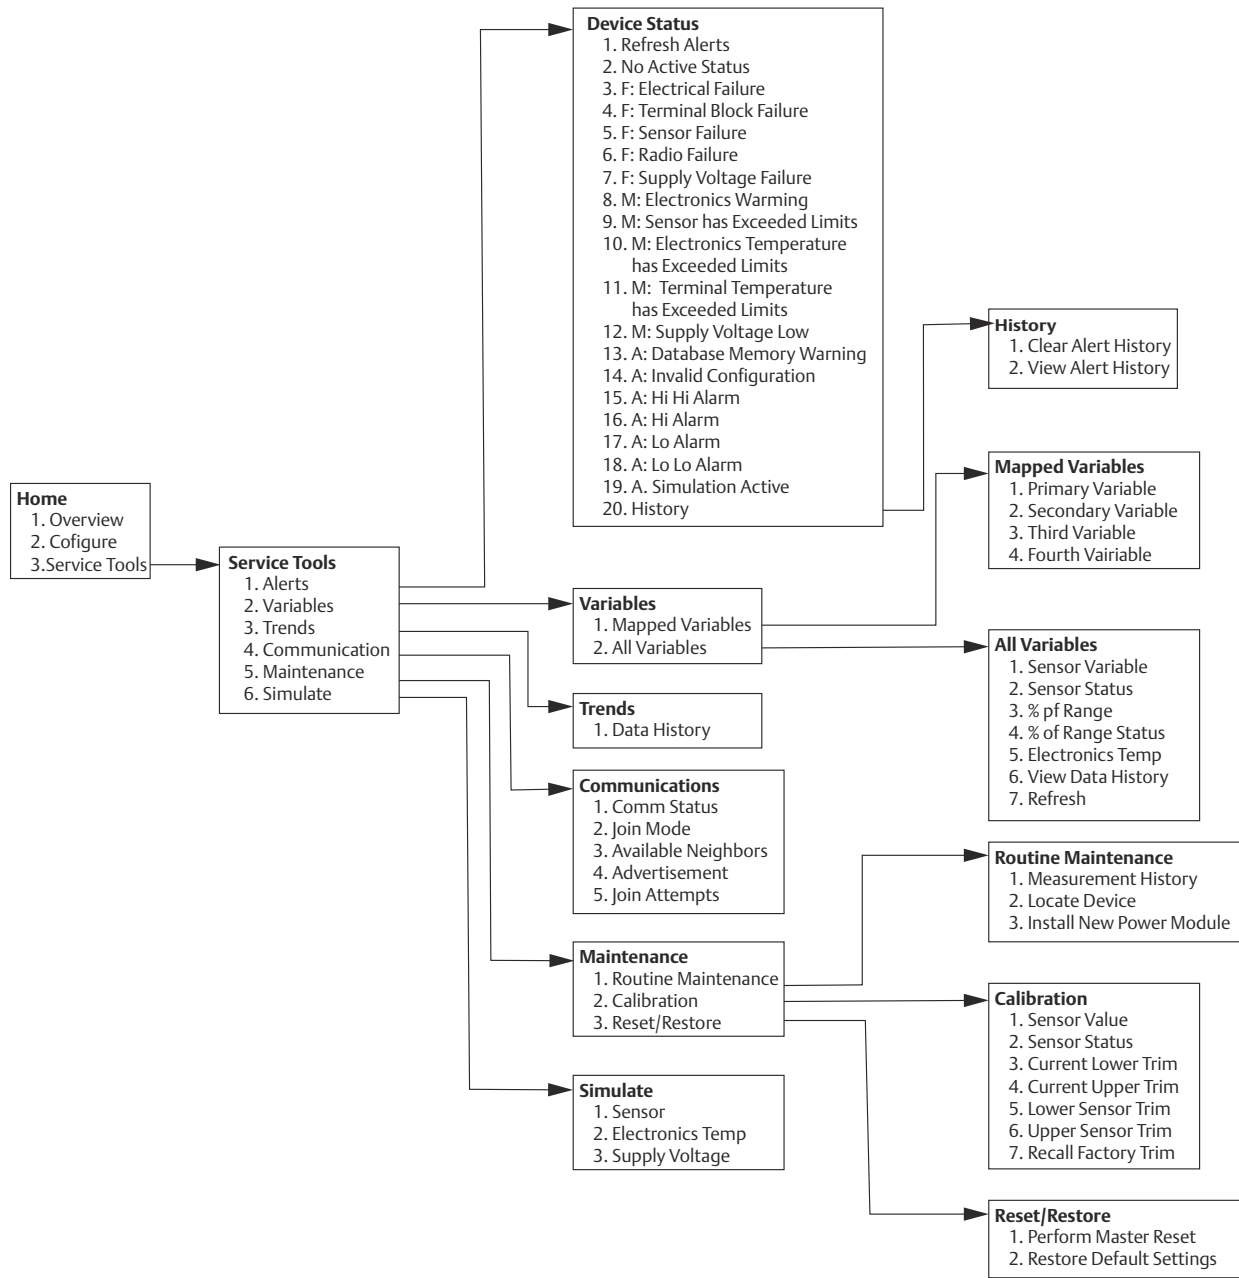 Home
1. Overview
2. Cofigure
3.Service Tools
Service Tools
1. Alerts
2. Variables
3. Trends
4. Communication
5. Maintenance
6. Simulate
Device Status
1. Refresh Alerts
2. No Active Status
3. F: Electrical Failure
4. F: Terminal Block Failure
5. F: Sensor Failure
6. F: Radio Failure
7. F: Supply Voltage Failure
8. M: Electronics Warming
9. M: Sensor has Exceeded Limits
10. M: Electronics Temperature
has Exceeded Limits
11. M: Terminal Temperature
has Exceeded Limits
12. M: Supply Voltage Low
13. A: Database Memory Warning
14. A: Invalid Configuration
15. A: Hi Hi Alarm
16. A: Hi Alarm
17. A: Lo Alarm
18. A: Lo Lo Alarm
19. A. Simulation Active
20. History
Variables
1. Mapped Variables
2. All Variables
Trends
1. Data History
Communications
1. Comm Status
2. Join Mode
3. Available Neighbors
4. Advertisement
5. Join Attempts
Maintenance
1. Routine Maintenance
2. Calibration
3. Reset/Restore
Simulate
1. Sensor
2. Electronics Temp
3. Supply Voltage
History
1. Clear Alert History
2. View Alert History
Mapped Variables
1. Primary Variable
2. Secondary Variable
3. Third Variable
4. Fourth Vairiable
All Variables
1. Sensor Variable
2. Sensor Status
3. % pf Range
4. % of Range Status
5. Electronics Temp
6. View Data History
7. Refresh
Routine Maintenance
1. Measurement History
2. Locate Device
3. Install New Power Module
Calibration
1. Sensor Value
2. Sensor Status
3. Current Lower Trim
4. Current Upper Trim
5. Lower Sensor Trim
6. Upper Sensor Trim
7. Recall Factory Trim
Reset/Restore
1. Perform Master Reset
2. Restore Default Settings